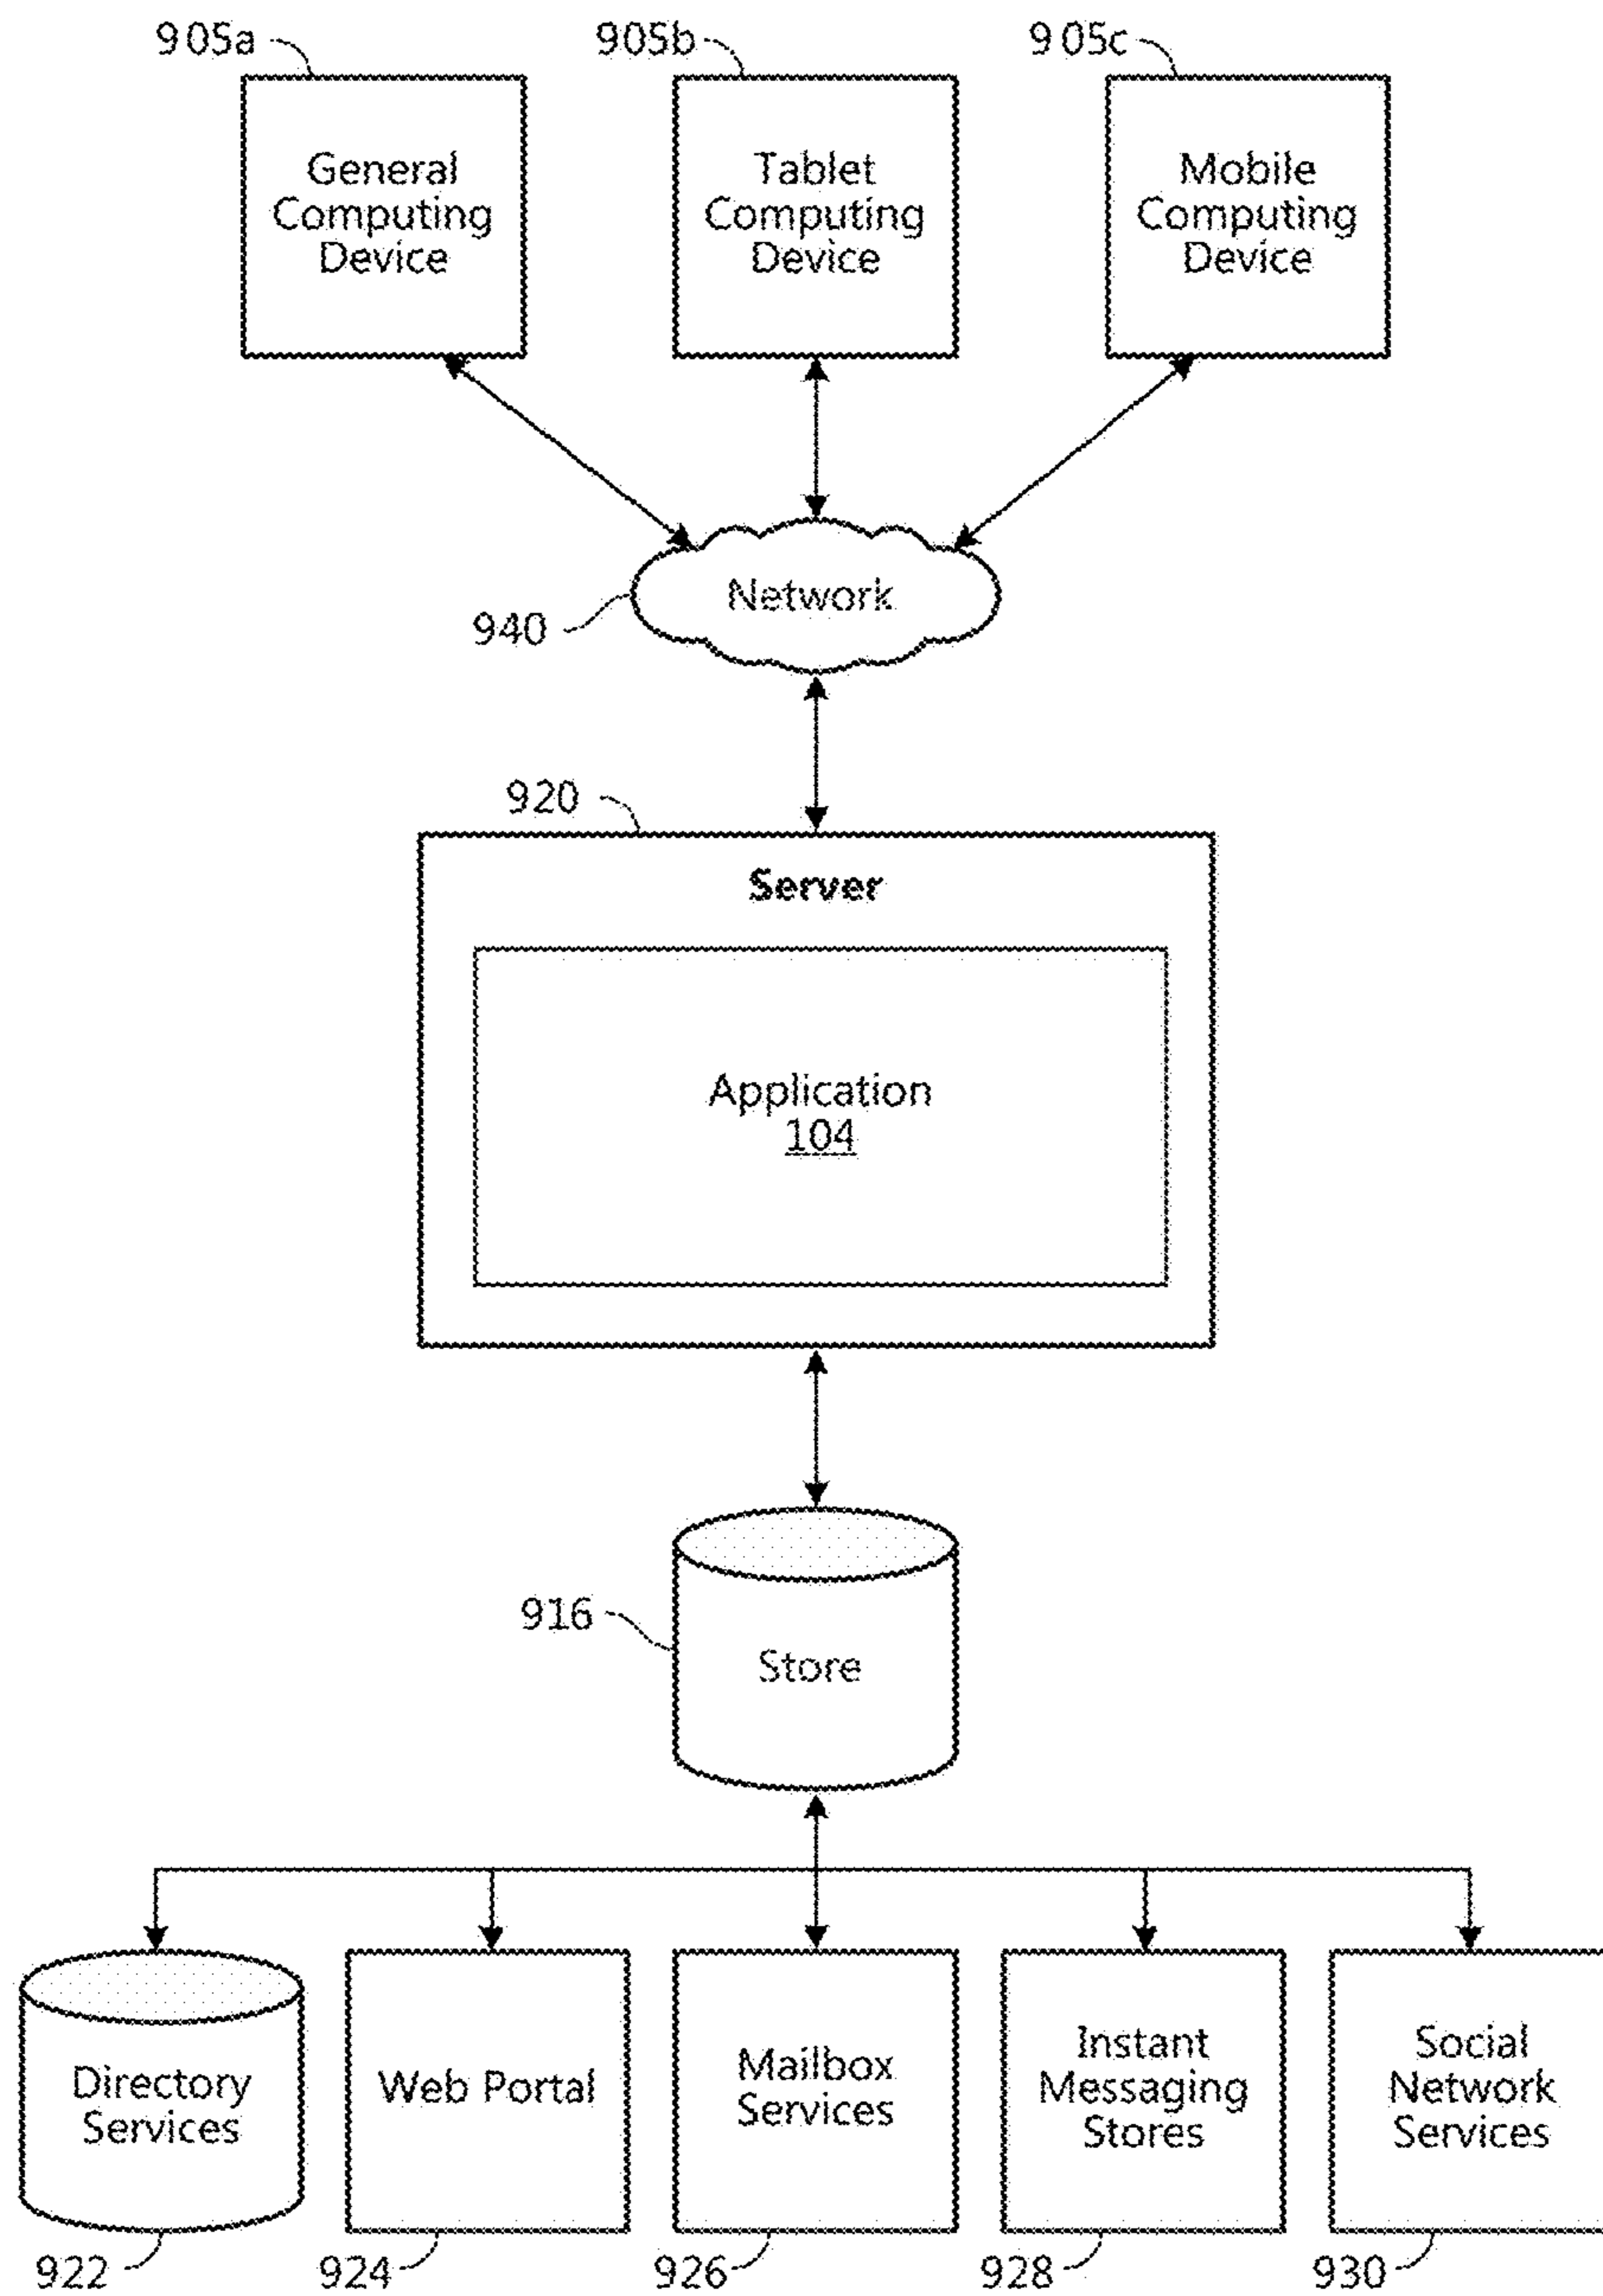 905a
905b
905c
General
Computing
Device
Tablet
Computing
Device
Mobile
Computing
Device
Network
940
920
Server
Application
104
916
Store
Directory
Services
Web Portal
Mailbox
Services
Instant
Messaging
Stores
Social
Network
Services
922
924
926
928
930